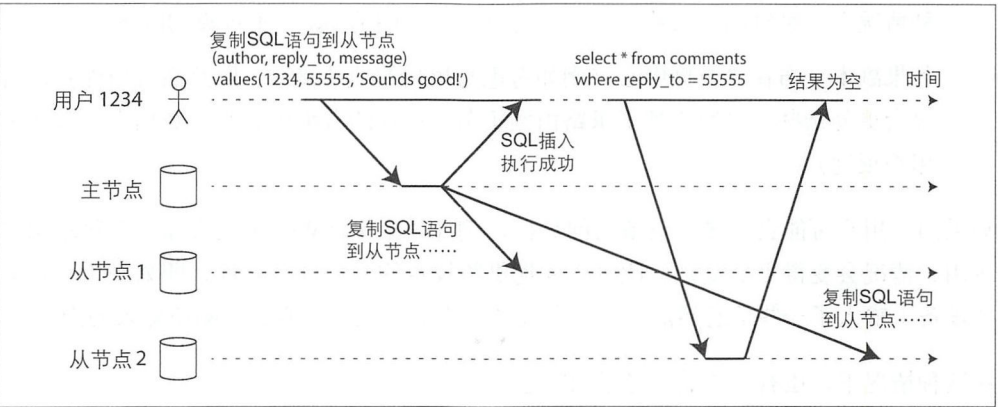 复制SQL语句到从节点
(author, reply_to, message)
values(1234, 55555, 'Sounds good!')
select * from comments
where reply_to = 55555
结果为空
时间
用户 1234
SQL插入
执行成功
主节点
复制SQL语句
到从节点……
从节点 1
复制SQL语句
到从节点……
从节点 2